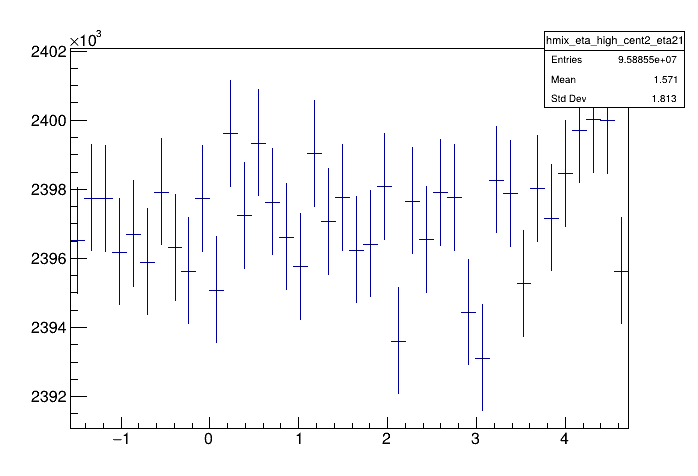 ×10³
hmix_eta_high_cent2_eta21
Entries 9.58855e+07
Mean 1.571
Std Dev 1.813
2402
2400
2398
2396
2394
2392
−1 0 1 2 3 4